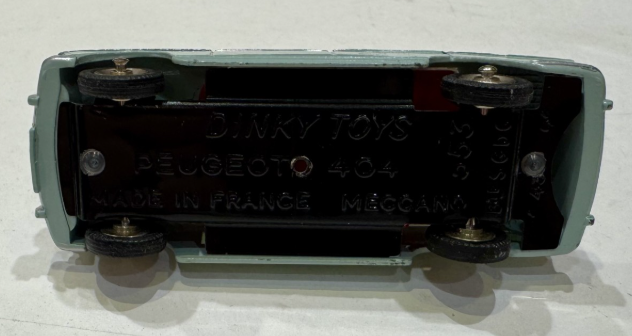 DINKY TOYS
PEUGEOT 404
MADE IN FRANCE MECCANO
553